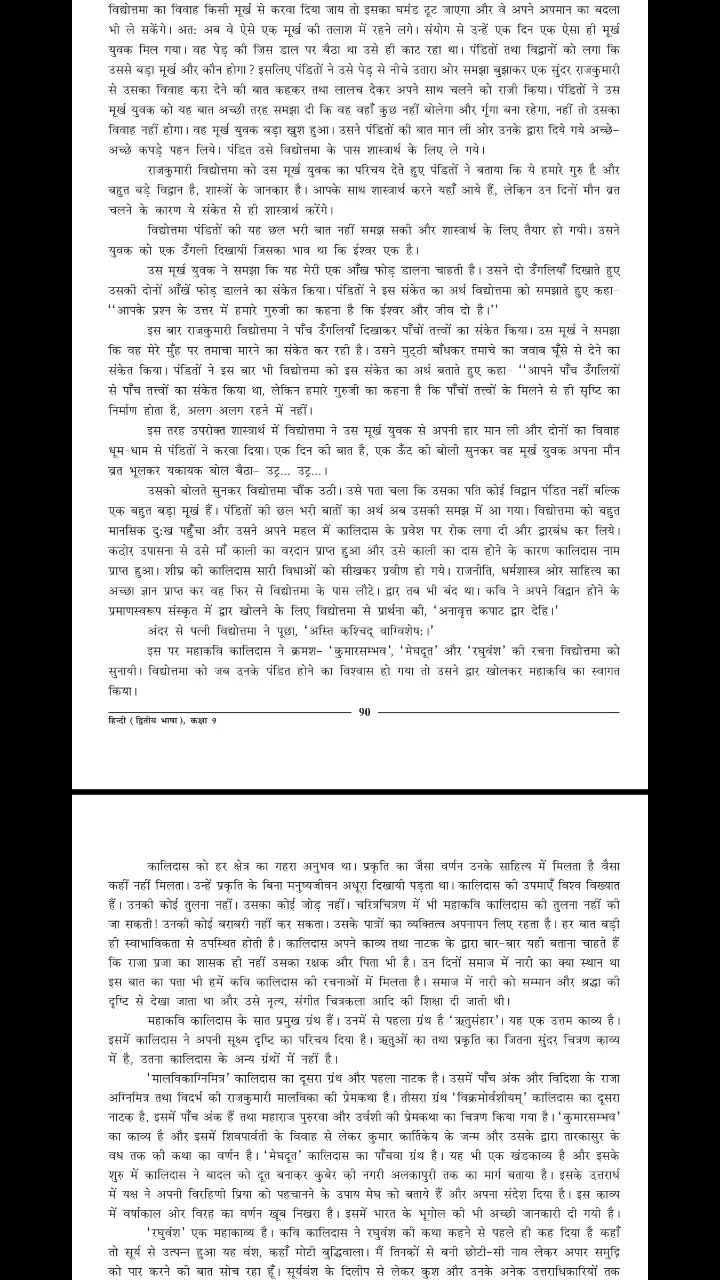 विद्योत्तमा का विवाह किसी मूर्ख से करवा दिया जाय तो इसका घमंड टूट जाएगा और वे अपने अपमान का बदला
भी ले सकेंगे। अतः अब वे ऐसे एक मूर्ख की तलाश में रहने लगे। संयोग से उन्हें एक दिन एक ऐसा ही मूर्ख
युवक मिल गया। वह पेड़ की जिस डाल पर बैठा था उसे ही काट रहा था। पंडितों तथा विद्वानों को लगा कि
उससे बड़ा मूर्ख और कौन होगा? इसलिए पंडितों ने उसे पेड़ से नीचे उतारा ओर समझा बुझाकर एक सुंदर राजकुमारी
से उसका विवाह करा देने की बात कहकर तथा लालच देकर अपने साथ चलने को राजी किया। पंडितों ने उस
मूर्ख युवक को यह बात अच्छी तरह समझा दी कि वह वहाँ कुछ नहीं बोलेगा और गूँगा बना रहेगा, नहीं तो उसका
विवाह नहीं होगा। वह मूर्ख युवक बड़ा खुश हुआ। उसने पंडितों की बात मान ली ओर उनके द्वारा दिये गये अच्छे-
अच्छे कपड़े पहन लिये। पंडित उसे विद्योत्तमा के पास शास्त्रार्थ के लिए ले गये।
राजकुमारी विद्योत्तमा को उस मूर्ख युवक का परिचय देते हुए पंडितों ने बताया कि ये हमारे गुरु है और
बहुत बड़े विद्वान है, शास्त्रों के जानकार है। आपके साथ शास्त्रार्थ करने यहाँ आये हैं, लेकिन उन दिनों मौन व्रत
चलने के कारण ये संकेत से ही शास्त्रार्थ करेंगे।
विद्योत्तमा पंडितों की यह छल भरी बात नहीं समझ सकी और शास्त्रार्थ के लिए तैयार हो गयी। उसने
युवक को एक उँगली दिखायी जिसका भाव था कि ईश्वर एक है।
उस मूर्ख युवक ने समझा कि यह मेरी एक आँख फोड़ डालना चाहती है। उसने दो उँगलियाँ दिखाते हुए
उसकी दोनों आँखें फोड़ डालने का संकेत किया। पंडितों ने इस संकेत का अर्थ विद्योत्तमा को समझाते हुए कहा-
‘‘आपके प्रश्न के उत्तर में हमारे गुरुजी का कहना है कि ईश्वर और जीव दो है।’’
इस बार राजकुमारी विद्योत्तमा ने पाँच उँगलियाँ दिखाकर पाँचों तत्त्वों का संकेत किया। उस मूर्ख ने समझा
कि वह मेरे मुँह पर तमाचा मारने का संकेत कर रही है। उसने मुट्ठी बाँधकर तमाचे का जवाब घूँसे से देने का
संकेत किया। पंडितों ने इस बार भी विद्योत्तमा को इस संकेत का अर्थ बताते हुए कहा- ‘‘आपने पाँच उँगलियों
से पाँच तत्त्वों का संकेत किया था, लेकिन हमारे गुरुजी का कहना है कि पाँचों तत्त्वों के मिलने से ही सृष्टि का
निर्माण होता है, अलग-अलग रहने में नहीं।
इस तरह उपरोक्त शास्त्रार्थ में विद्योत्तमा ने उस मूर्ख युवक से अपनी हार मान ली और दोनों का विवाह
धूम-धाम से पंडितों ने करवा दिया। एक दिन की बात है, एक ऊँट की बोली सुनकर वह मूर्ख युवक अपना मौन
व्रत भूलकर यकायक बोल बैठा- उट्र... उट्र...।
उसको बोलते सुनकर विद्योत्तमा चौंक उठी। उसे पता चला कि उसका पति कोई विद्वान पंडित नहीं बल्कि
एक बहुत बड़ा मूर्ख हैं। पंडितों की छल भरी बातों का अर्थ अब उसकी समझ में आ गया। विद्योत्तमा को बहुत
मानसिक दुःख पहुँचा और उसने अपने महल में कालिदास के प्रवेश पर रोक लगा दी और द्वारबंध कर लिये।
कठोर उपासना से उसे माँ काली का वरदान प्राप्त हुआ और उसे काली का दास होने के कारण कालिदास नाम
प्राप्त हुआ। शीघ्र की कालिदास सारी विधाओं को सीखकर प्रवीण हो गये। राजनीति, धर्मशास्त्र ओर साहित्य का
अच्छा ज्ञान प्राप्त कर वह फिर से विद्योत्तमा के पास लौटे। द्वार तब भी बंद था। कवि ने अपने विद्वान होने के
प्रमाणस्वरूप संस्कृत में द्वार खोलने के लिए विद्योत्तमा से प्रार्थना की, ‘अनावृत्त कपाट द्वार देहि।’
अंदर से पत्नी विद्योत्तमा ने पूछा, ‘अस्ति कश्चिद् वाग्विशेषः।’
इस पर महाकवि कालिदास ने क्रमश- ‘कुमारसम्भव’, ‘मेघदूत’ और ‘रघुवंश’ की रचना विद्योत्तमा को
सुनायी। विद्योत्तमा को जब उनके पंडित होने का विश्वास हो गया तो उसने द्वार खोलकर महाकवि का स्वागत
किया।
90
हिन्दी (द्वितीय भाषा), कक्षा 9
कालिदास को हर क्षेत्र का गहरा अनुभव था। प्रकृति का जैसा वर्णन उनके साहित्य में मिलता है वैसा
कहीं नहीं मिलता। उन्हें प्रकृति के बिना मनुष्यजीवन अधूरा दिखायी पड़ता था। कालिदास की उपमाएँ विश्व विख्यात
हैं। उनकी कोई तुलना नहीं। उसका कोई जोड़ नहीं। चरित्रचित्रण में भी महाकवि कालिदास की तुलना नहीं की
जा सकती! उनकी कोई बराबरी नहीं कर सकता। उसके पात्रों का व्यक्तित्व अपनापन लिए रहता है। हर बात बड़ी
ही स्वाभाविकता से उपस्थित होती है। कालिदास अपने काव्य तथा नाटक के द्वारा बार-बार यही बताना चाहते हैं
कि राजा प्रजा का शासक ही नहीं उसका रक्षक और पिता भी है। उन दिनों समाज में नारी का क्या स्थान था
इस बात का पता भी हमें कवि कालिदास की रचनाओं में मिलता है। समाज में नारी को सम्मान और श्रद्धा की
दृष्टि से देखा जाता था और उसे नृत्य, संगीत चित्रकला आदि की शिक्षा दी जाती थी।
महाकवि कालिदास के सात प्रमुख ग्रंथ हैं। उनमें से पहला ग्रंथ है ‘ऋतुसंहार’। यह एक उत्तम काव्य है।
इसमें कालिदास ने अपनी सूक्ष्म दृष्टि का परिचय दिया है। ऋतुओं का तथा प्रकृति का जितना सुंदर चित्रण काव्य
में है, उतना कालिदास के अन्य ग्रंथों में नहीं है।
‘मालविकाग्निमित्र’ कालिदास का दूसरा ग्रंथ और पहला नाटक है। उसमें पाँच अंक और विदिशा के राजा
अग्निमित्र तथा विदर्भ की राजकुमारी मालविका की प्रेमकथा है। तीसरा ग्रंथ ‘विक्रमोर्वशीयम्’ कालिदास का दूसरा
नाटक है, इसमें पाँच अंक हैं तथा महाराज पुरुरवा और उर्वशी की प्रेमकथा का चित्रण किया गया है। ‘कुमारसम्भव’
का काव्य है और इसमें शिवपार्वती के विवाह से लेकर कुमार कार्तिकेय के जन्म और उसके द्वारा तारकासुर के
वध तक की कथा का वर्णन है। ‘मेघदूत’ कालिदास का पाँचवा ग्रंथ है। यह भी एक खंडकाव्य है और इसके
शुरु में कालिदास ने बादल को दूत बनाकर कुबेर की नगरी अलकापुरी तक का मार्ग बताया है। इसके उत्तरार्ध
में यक्ष ने अपनी विरहिणी प्रिया को पहचानने के उपाय मेघ को बताये हैं और अपना संदेश दिया है। इस काव्य
में वर्षाकाल ओर विरह का वर्णन खूब निखरा है। इसमें भारत के भूगोल की भी अच्छी जानकारी दी गयी है।
‘रघुवंश’ एक महाकाव्य है। कवि कालिदास ने रघुवंश की कथा कहने से पहले ही कह दिया है कहाँ
तो सूर्य से उत्पन्न हुआ यह वंश, कहाँ मोटी बुद्धिवाला। मैं तिनकों से बनी छोटी-सी नाव लेकर अपार समुद्रि
को पार करने की बात सोच रहा हूँ। सूर्यवंश के दिलीप से लेकर कुश और उनके अनेक उत्तराधिकारियों तक